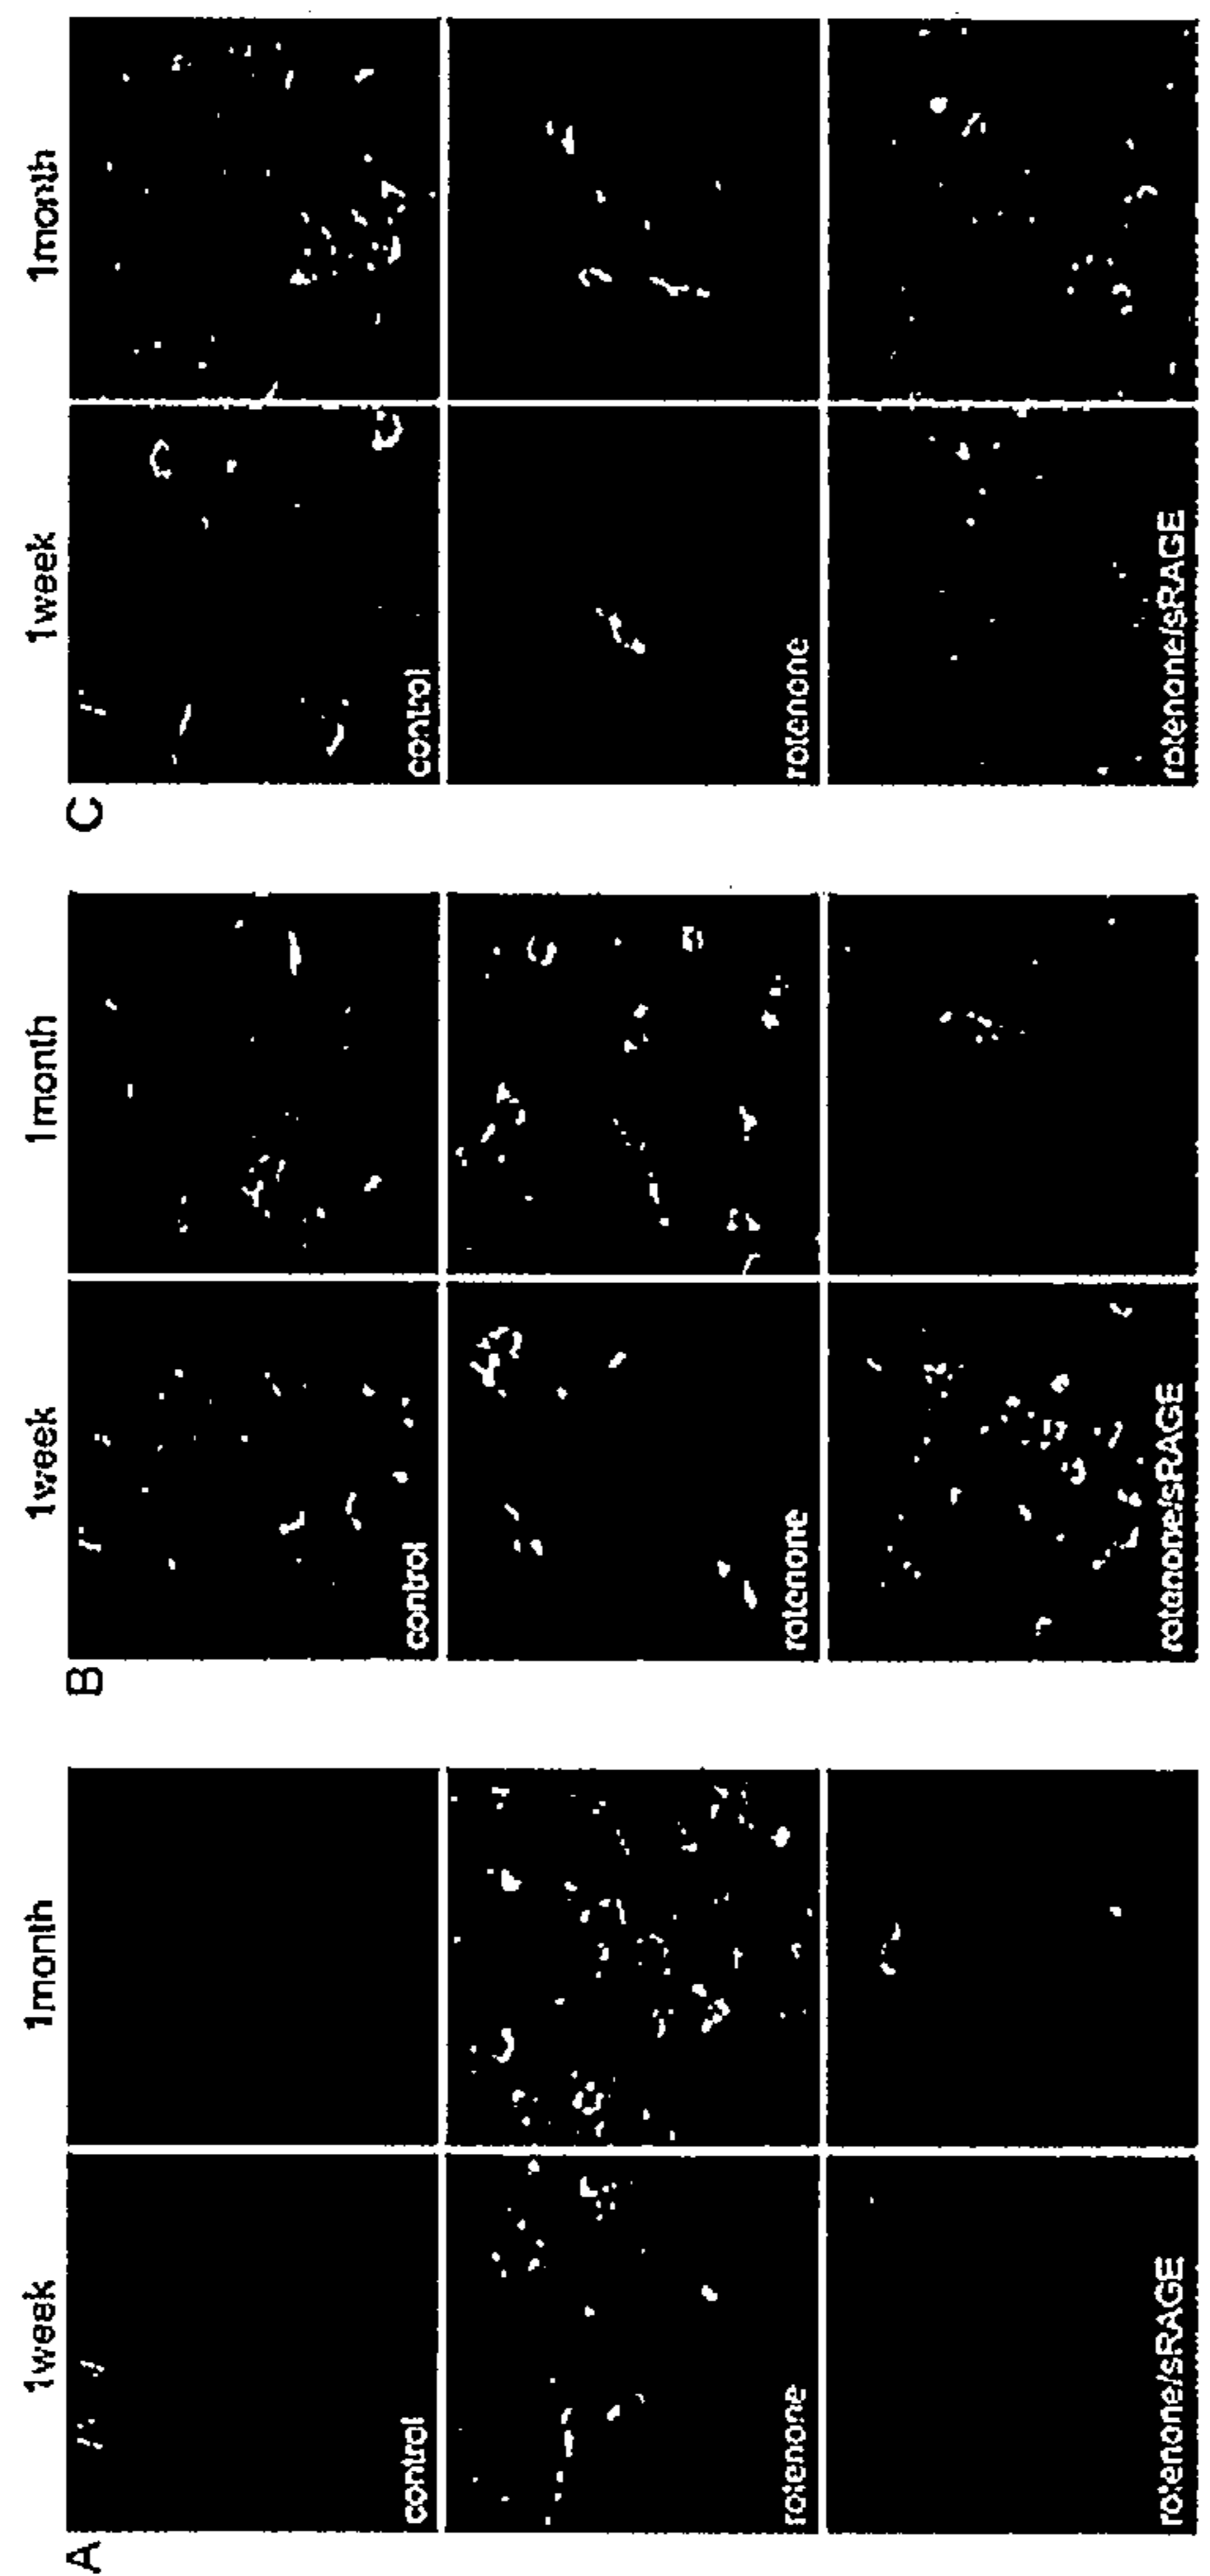 A
1week 1month
control
rotenone
rotenone/sRAGE
B
1week 1month
control
rotenone
rotenone/sRAGE
C
1week 1month
control
rotenone
rotenone/sRAGE